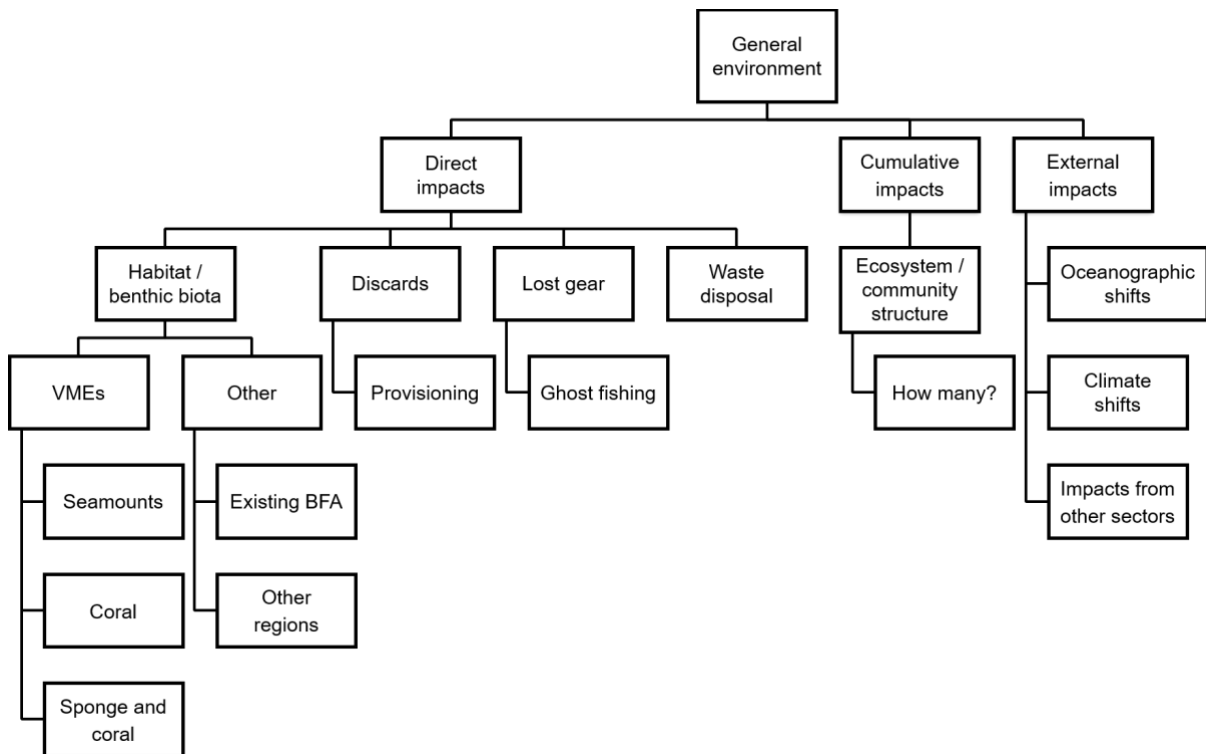 General
environment
Direct
impacts
Cumulative
impacts
External
impacts
Habitat /
benthic biota
Discards
Lost gear
Waste
disposal
Ecosystem /
community
structure
Oceanographic
shifts
VMEs
Other
Provisioning
Ghost fishing
How many?
Climate
shifts
Seamounts
Existing BFA
Impacts from
other sectors
Coral
Other
regions
Sponge and
coral